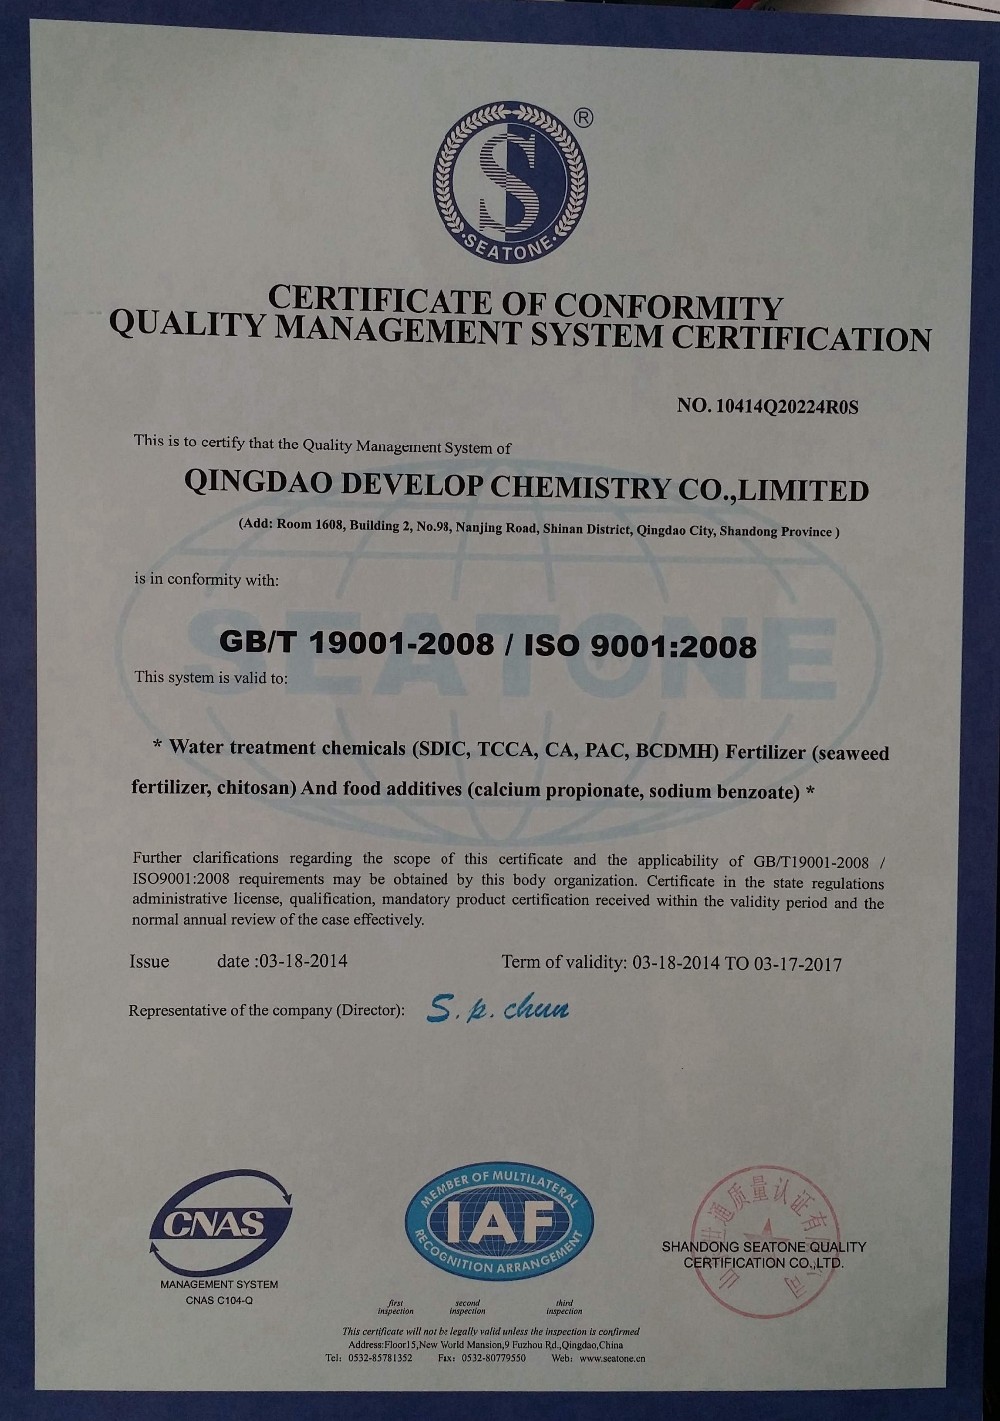 ®
S
SEATONE
CERTIFICATE OF CONFORMITY
QUALITY MANAGEMENT SYSTEM CERTIFICATION
NO. 10414Q20224R0S
This is to certify that the Quality Management System of
QINGDAO DEVELOP CHEMISTRY CO.,LIMITED
(Add: Room 1608, Building 2, No.98, Nanjing Road, Shinan District, Qingdao City, Shandong Province )
is in conformity with:
SEATONE
GB/T 19001-2008 / ISO 9001:2008
This system is valid to:
* Water treatment chemicals (SDIC, TCCA, CA, PAC, BCDMH) Fertilizer (seaweed
fertilizer, chitosan) And food additives (calcium propionate, sodium benzoate) *
Further clarifications regarding the scope of this certificate and the applicability of GB/T19001-2008 /
ISO9001:2008 requirements may be obtained by this body organization. Certificate in the state regulations
administrative license, qualification, mandatory product certification received within the validity period and the
normal annual review of the case effectively.
Issue date :03-18-2014 Term of validity: 03-18-2014 TO 03-17-2017
Representative of the company (Director): S. p. chun
CNAS
MANAGEMENT SYSTEM
CNAS C104-Q
MEMBER OF MULTILATERAL
IAF
RECOGNITION ARRANGEMENT
通质量认证有
司
SHANDONG SEATONE QUALITY
CERTIFICATION CO.,LTD.
first inspection
second inspection
third inspection
This certificate will not be legally valid unless the inspection is confirmed
Address:Floor15,New World Mansion,9 Fuzhou Rd.,Qingdao,China
Tel: 0532-85781352 Fax: 0532-80779550 Web: www.seatone.cn